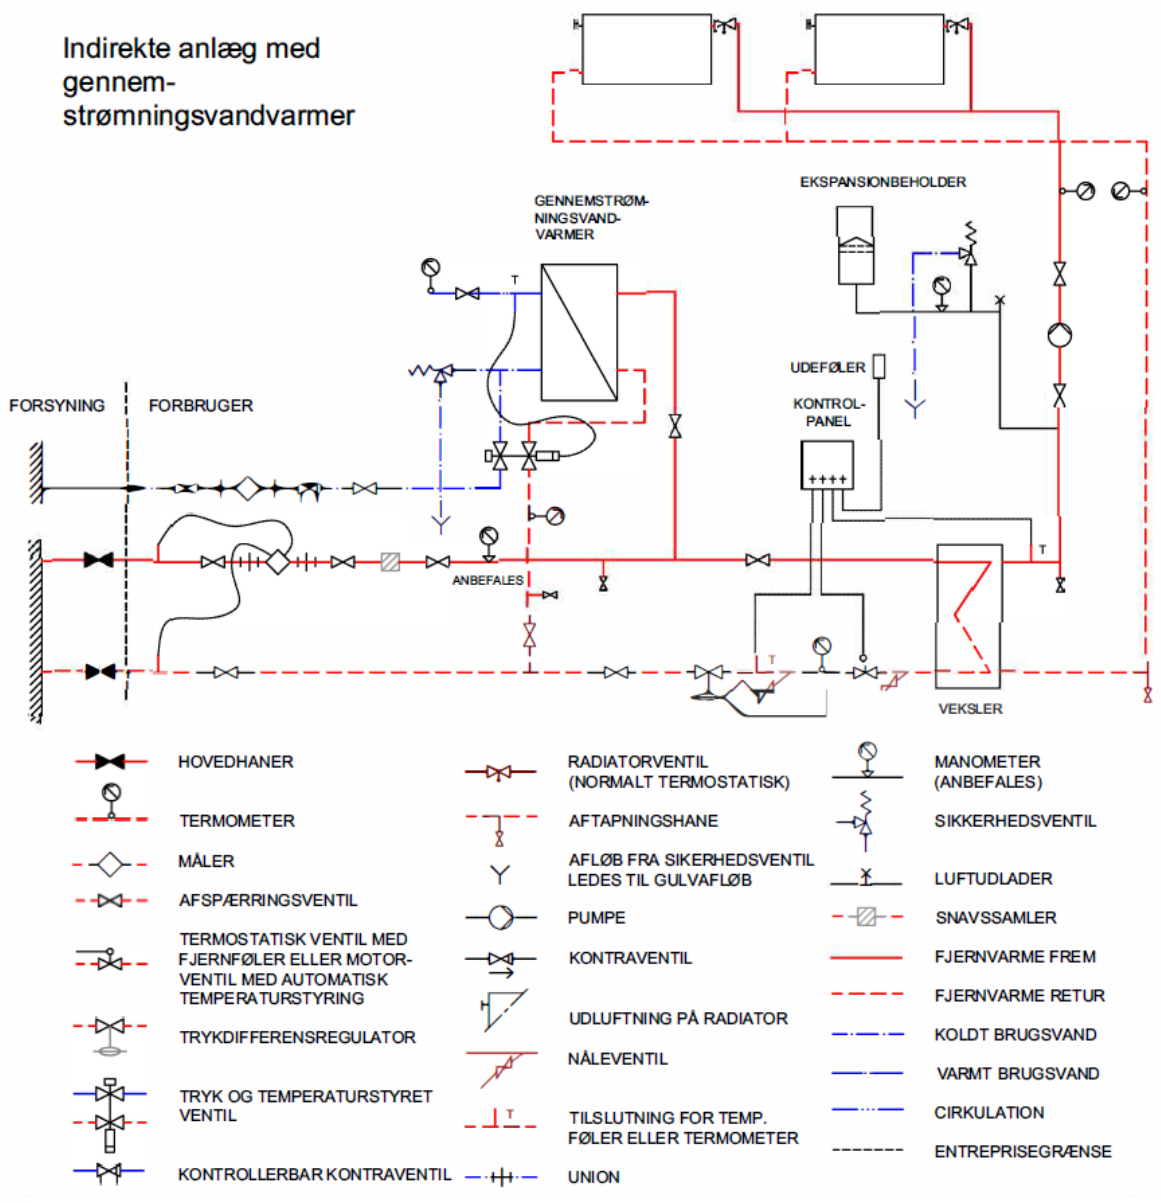 Indirekte anlæg med
gennem-
strømningsvandvarmer
EKSPANSIONBEHOLDER
GENNEMSTRØM-
NINGSVAND-
VARMER
T
UDEFØLER
KONTROL-
PANEL
FORSYNING
FORBRUGER
ANBEFALES
T
T
VEKSLER
HOVEDHANER
TERMOMETER
MÅLER
AFSPÆRRINGSVENTIL
TERMOSTATISK VENTIL MED
FJERNFØLER ELLER MOTOR-
VENTIL MED AUTOMATISK
TEMPERATURSTYRING
TRYKDIFFERENSREGULATOR
TRYK OG TEMPERATURSTYRET
VENTIL
KONTROLLERBAR KONTRAVENTIL
RADIATORVENTIL
(NORMALT TERMOSTATISK)
AFTAPNINGSHANE
AFLØB FRA SIKERHEDSVENTIL
LEDES TIL GULVAFLØB
PUMPE
KONTRAVENTIL
UDLUFTNING PÅ RADIATOR
NÅLEVENTIL
T
TILSLUTNING FOR TEMP.
FØLER ELLER TERMOMETER
UNION
MANOMETER
(ANBEFALES)
SIKKERHEDSVENTIL
LUFTUDLADER
SNAVSSAMLER
FJERNVARME FREM
FJERNVARME RETUR
KOLDT BRUGSVAND
VARMT BRUGSVAND
CIRKULATION
ENTREPRISEGRÆNSE